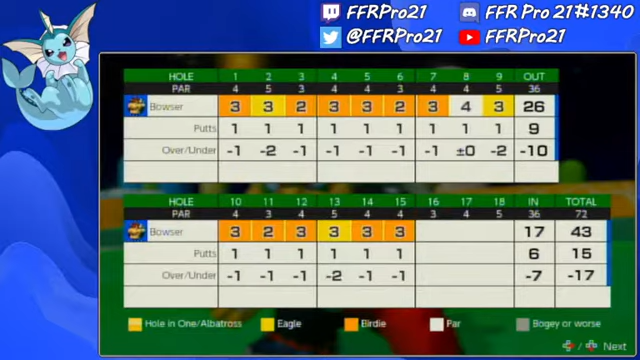 FFRPro21 FFR Pro 21#1340
@FFRPro21 FFRPro21
HOLE 1 2 3 4 5 6 7 8 9 OUT
PAR 4 5 3 4 4 3 4 4 5 36
Bowser 3 3 2 3 3 2 3 4 3 26
Putts 1 1 1 1 1 1 1 1 1 9
Over/Under -1 -2 -1 -1 -1 -1 -1 ±0 -2 -10
HOLE 10 11 12 13 14 15 16 17 18 IN TOTAL
PAR 4 3 4 5 4 4 3 4 5 36 72
Bowser 3 2 3 3 3 3 17 43
Putts 1 1 1 1 1 1 6 15
Over/Under -1 -1 -1 -2 -1 -1 -7 -17
Hole in One/Albatross Eagle Birdie Par Bogey or worse
/ Next